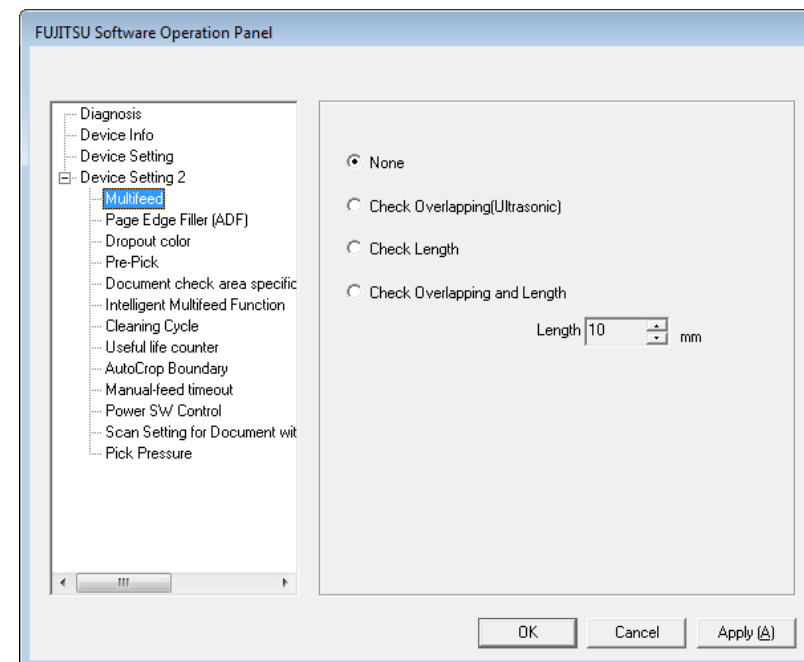 FUJITSU Software Operation Panel
Diagnosis
Device Info
Device Setting
Device Setting 2
Multifeed
Page Edge Filler (ADF)
Dropout color
Pre-Pick
Document check area specific
Intelligent Multifeed Function
Cleaning Cycle
Useful life counter
AutoCrop Boundary
Manual-feed timeout
Power SW Control
Scan Setting for Document wit
Pick Pressure
None
Check Overlapping(Ultrasonic)
Check Length
Check Overlapping and Length
Length 10 mm
OK Cancel Apply (A)